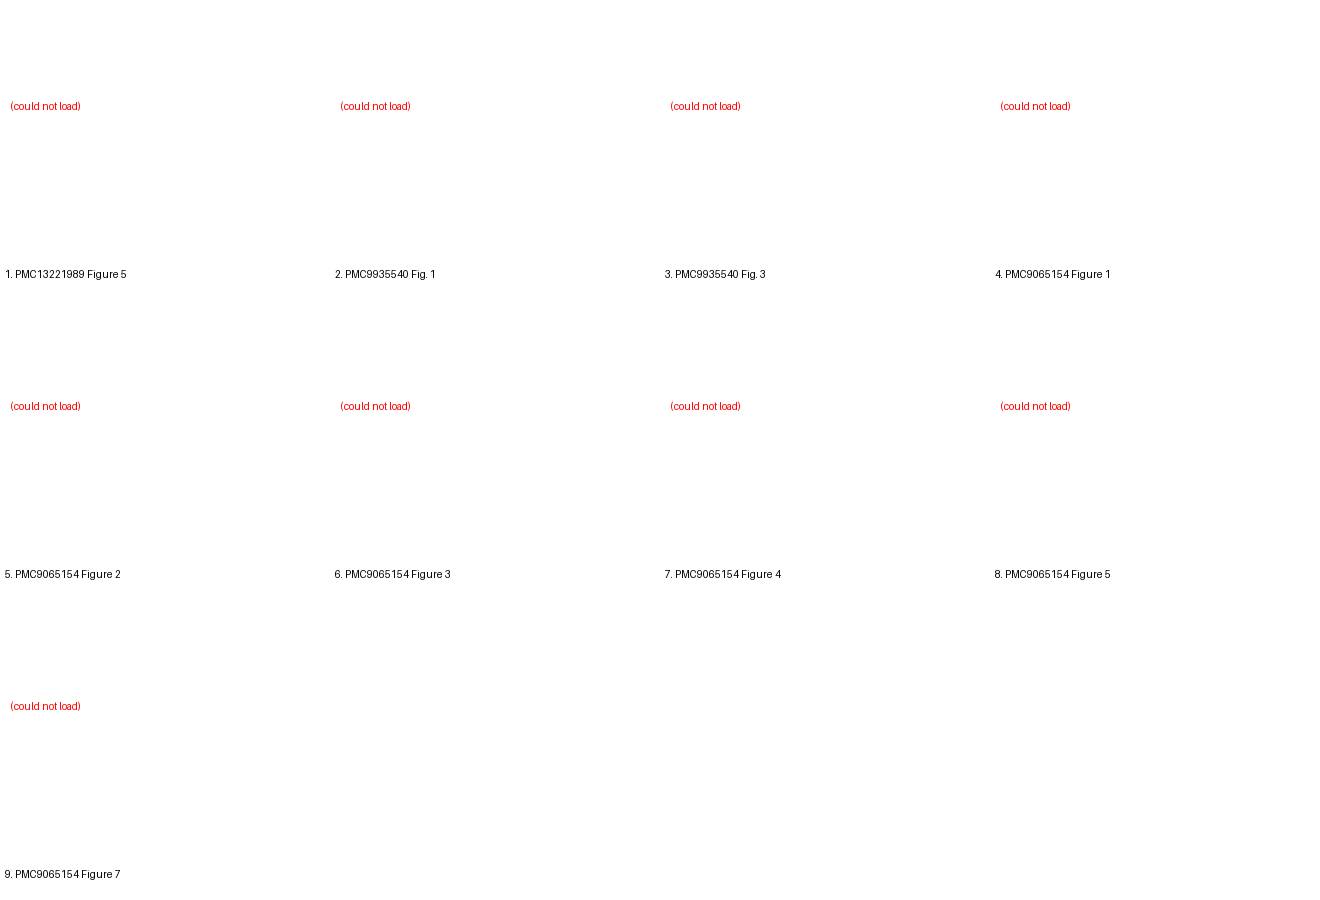 (could not load)
(could not load)
(could not load)
(could not load)
1. PMC13221989 Figure 5
2. PMC9935540 Fig. 1
3. PMC9935540 Fig. 3
4. PMC9065154 Figure 1
(could not load)
(could not load)
(could not load)
(could not load)
5. PMC9065154 Figure 2
6. PMC9065154 Figure 3
7. PMC9065154 Figure 4
8. PMC9065154 Figure 5
(could not load)
9. PMC9065154 Figure 7